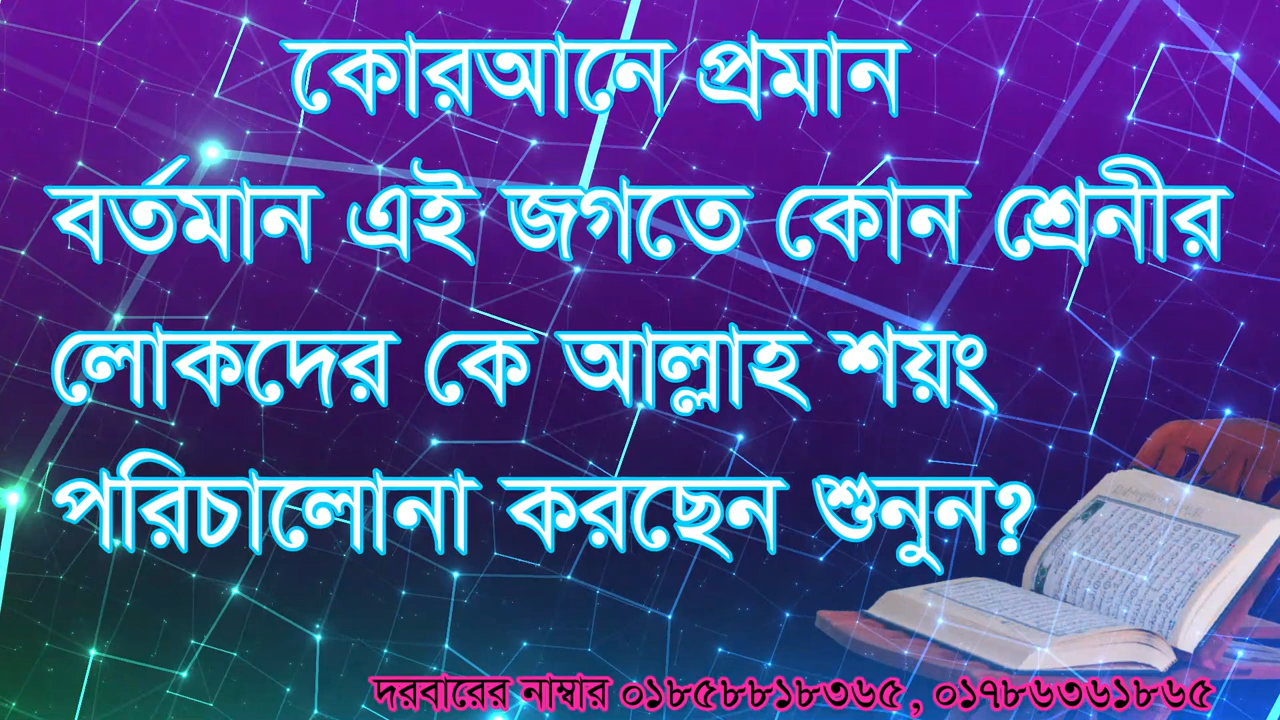 কোরআনে প্রমান
বর্তমান এই জগতে কোন শ্রেনীর
লোকদের কে আল্লাহ শয়ং
পরিচালোনা করছেন শুনুন?
দরবারের নাম্বার ০১৮৫৮৮১৮৩৬৫, ০১৭৮৬৩৬১৮৬৫